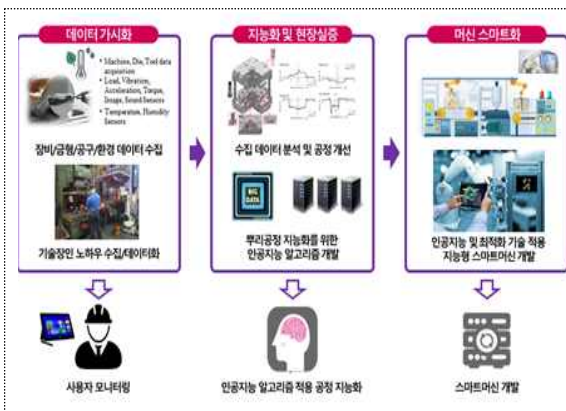 데이터 가시화
• Machine, Die, Tool data
acquisition
• Load, Vibration,
Acceleration, Torque,
Image, Sound Sensors
• Temperature, Humidity
Sensors
장비/금형/공구/환경 데이터 수집
기술장인 노하우 수집/데이터화
사용자 모니터링
지능화 및 현장실증
수집 데이터 분석 및 공정 개선
BIG
DATA
뿌리공정 지능화를 위한
인공지능 알고리즘 개발
인공지능 알고리즘 적용 공정 지능화
머신 스마트화
인공지능 및 최적화 기술 적용
지능형 스마트머신 개발
스마트머신 개발